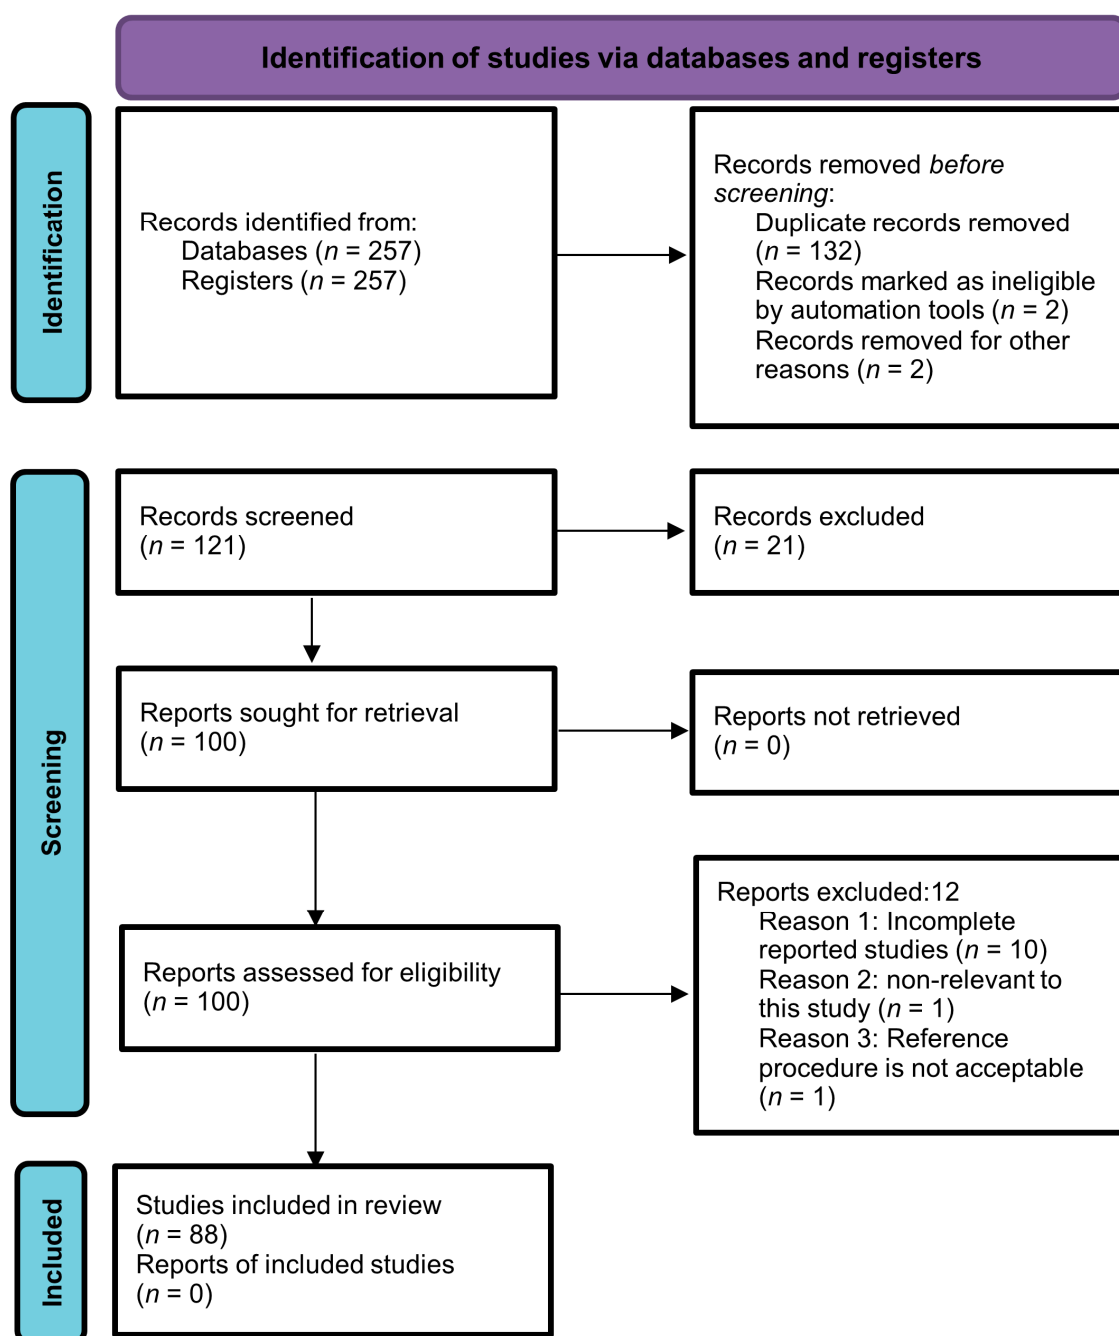 Identification of studies via databases and registers
Identification
Records identified from:
Databases (n = 257)
Registers (n = 257)
Records removed before
screening:
Duplicate records removed
(n = 132)
Records marked as ineligible
by automation tools (n = 2)
Records removed for other
reasons (n = 2)
Screening
Records screened
(n = 121)
Records excluded
(n = 21)
Reports sought for retrieval
(n = 100)
Reports not retrieved
(n = 0)
Reports assessed for eligibility
(n = 100)
Reports excluded:12
Reason 1: Incomplete
reported studies (n = 10)
Reason 2: non-relevant to
this study (n = 1)
Reason 3: Reference
procedure is not acceptable
(n = 1)
Included
Studies included in review
(n = 88)
Reports of included studies
(n = 0)